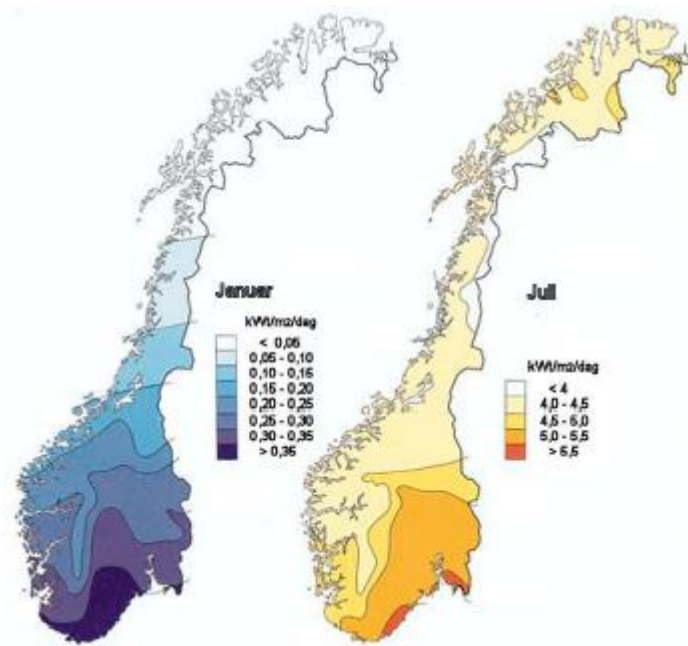 Januar
kWt/m2/dag
< 0,05
0,05 - 0,10
0,10 - 0,15
0,15 - 0,20
0,20 - 0,25
0,25 - 0,30
0,30 - 0,35
> 0,35
Juli
kWt/m2/dag
< 4
4,0 - 4,5
4,5 - 5,0
5,0 - 5,5
> 5,5